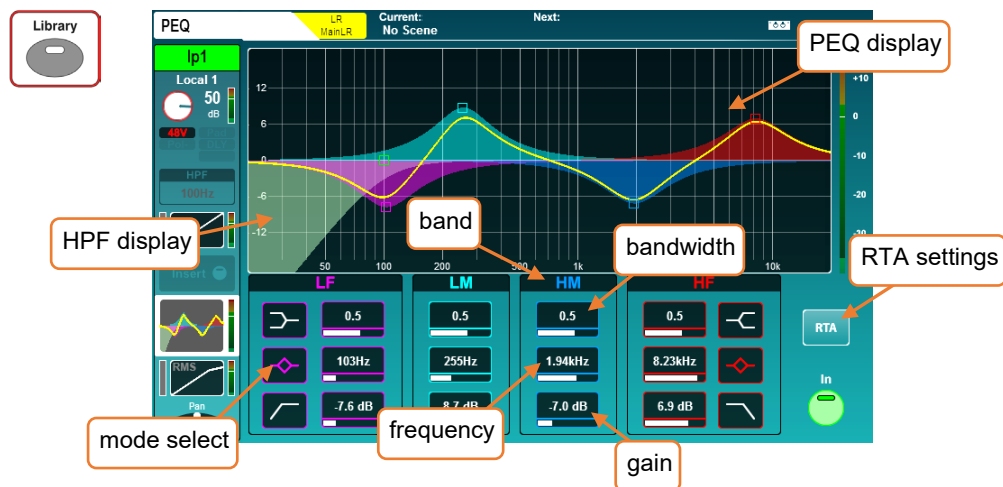 Library
PEQ
LR
MainLR
Current:
No Scene
Next:
Ip1
Local 1
50
dB
48V
HPF
100Hz
Insert
RMS
Pan
12
6
0
-6
-12
50
100
200
500
1k
10k
+10
0
-10
-20
-30
PEQ display
HPF display
band
bandwidth
RTA settings
LF
LM
HM
HF
0.5
0.5
0.5
0.5
RTA
103Hz
255Hz
1.94kHz
8.23kHz
In
-7.6 dB
8.7 dB
-7.0 dB
6.9 dB
mode select
frequency
gain